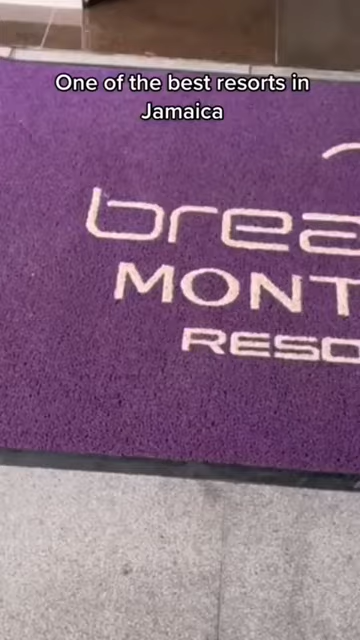 One of the best resorts in
Jamaica
brea
MONT
RESO